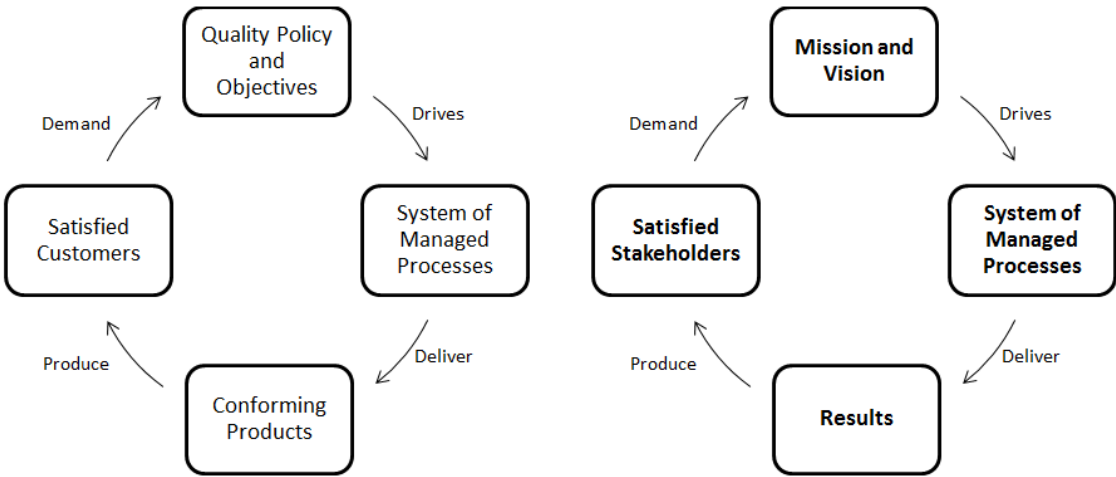 Quality Policy
and
Objectives
Demand
Drives
Satisfied
Customers
System of
Managed
Processes
Produce
Deliver
Conforming
Products
Mission and
Vision
Demand
Drives
Satisfied
Stakeholders
System of
Managed
Processes
Produce
Deliver
Results